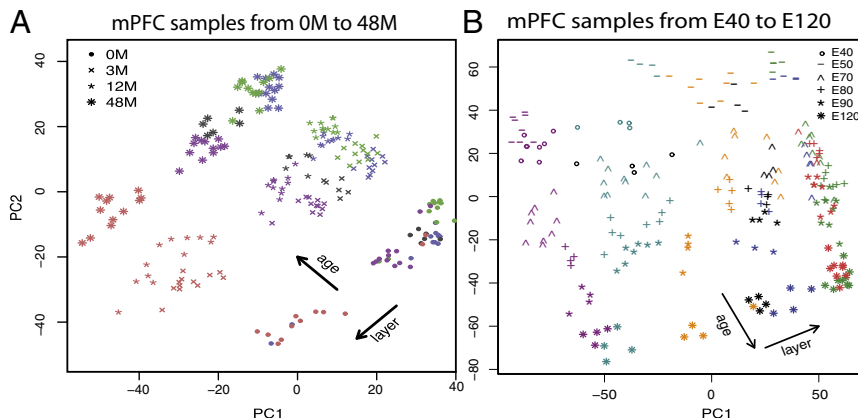 A
mPFC samples from 0M to 48M
0M
3M
12M
48M
40
20
0
−20
−40
PC2
age
layer
−40
−20
0
20
40
PC1
B
mPFC samples from E40 to E120
E40
E50
E70
E80
E90
E120
40
20
0
−20
−40
−60
−80
age
layer
−50
0
50
PC1